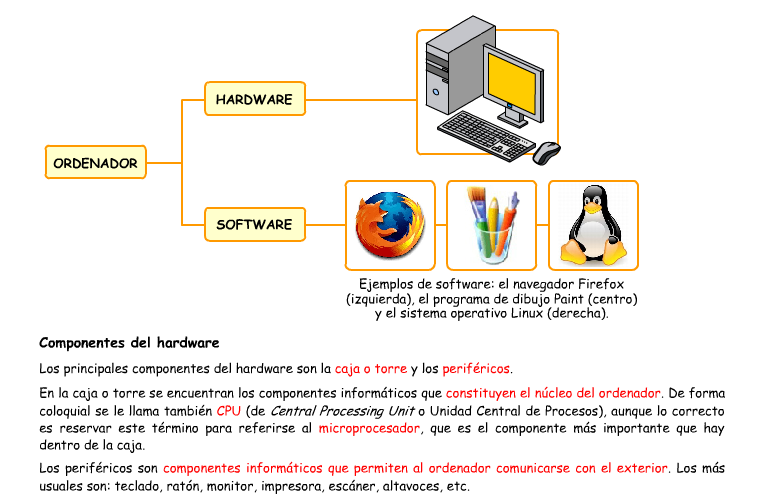 HARDWARE
ORDENADOR
SOFTWARE
Ejemplos de software: el navegador Firefox
(izquierda), el programa de dibujo Paint (centro)
y el sistema operativo Linux (derecha).
Componentes del hardware
Los principales componentes del hardware son la caja o torre y los periféricos.
En la caja o torre se encuentran los componentes informáticos que constituyen el núcleo del ordenador. De forma
coloquial se le llama también CPU (de Central Processing Unit o Unidad Central de Procesos), aunque lo correcto
es reservar este término para referirse al microprocesador, que es el componente más importante que hay
dentro de la caja.
Los periféricos son componentes informáticos que permiten al ordenador comunicarse con el exterior. Los más
usuales son: teclado, ratón, monitor, impresora, escáner, altavoces, etc.